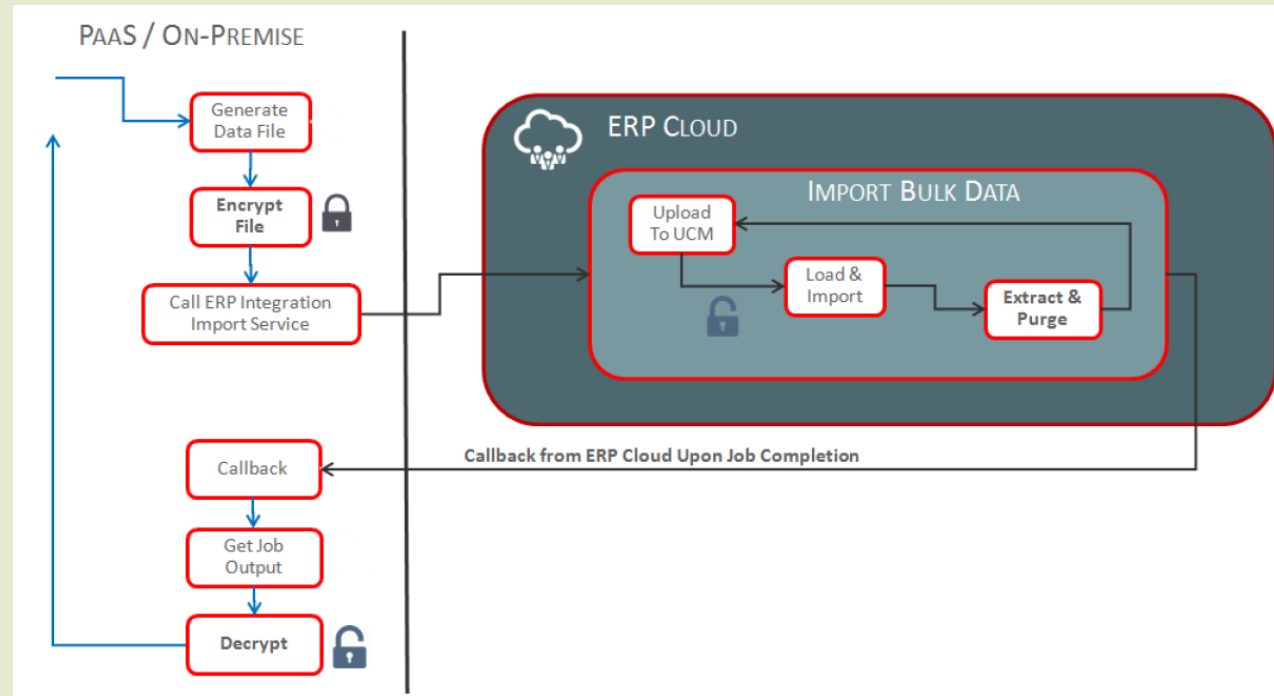 PAAS / ON-PREMISE
Generate
Data File
Encrypt
File
Call ERP Integration
Import Service
Callback
Get Job
Output
Decrypt
ERP CLOUD
IMPORT BULK DATA
Upload
To UCM
Load &
Import
Extract &
Purge
Callback from ERP Cloud Upon Job Completion